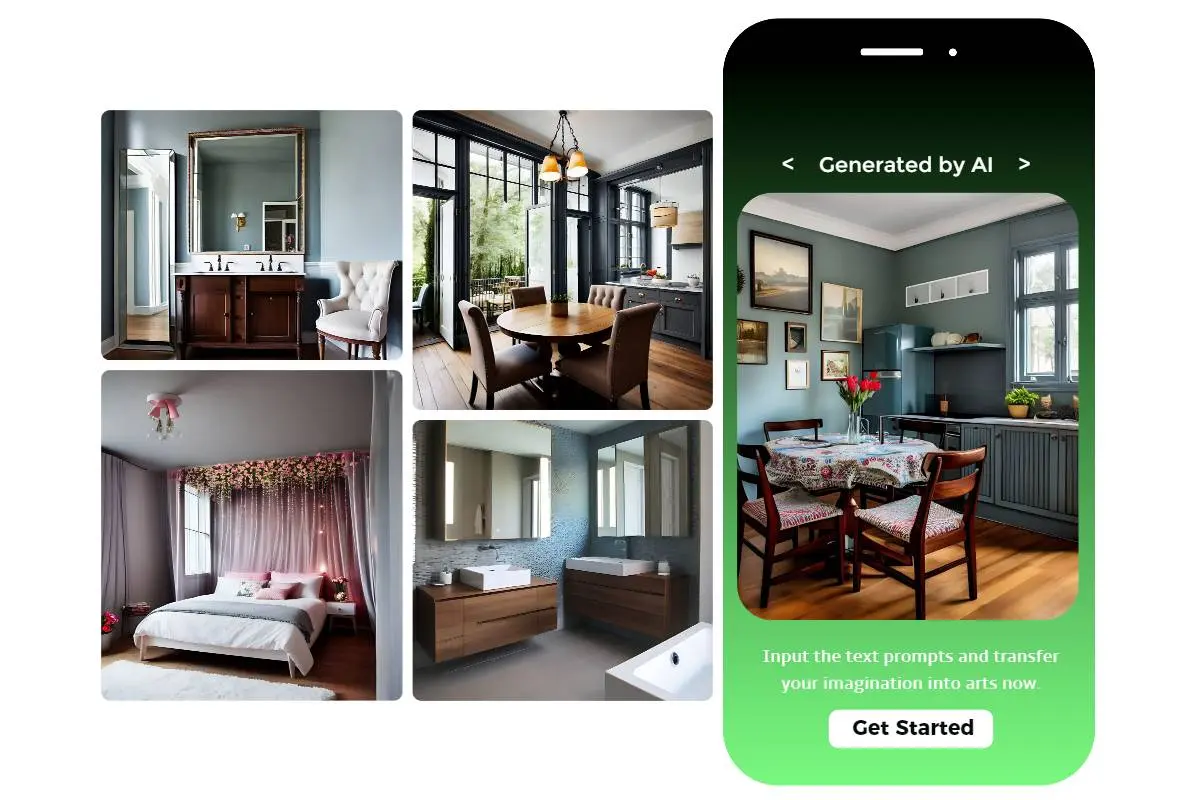 < Generated by AI >
Input the text prompts and transfer
your imagination into arts now.
Get Started